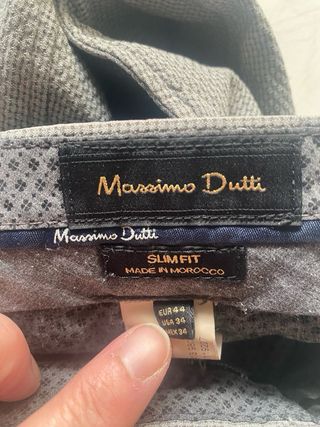 Massimo Dutti
Massimo Dutti
SLIM FIT
MADE IN MOROCCO
EUR 44
USA 34
MEX 34